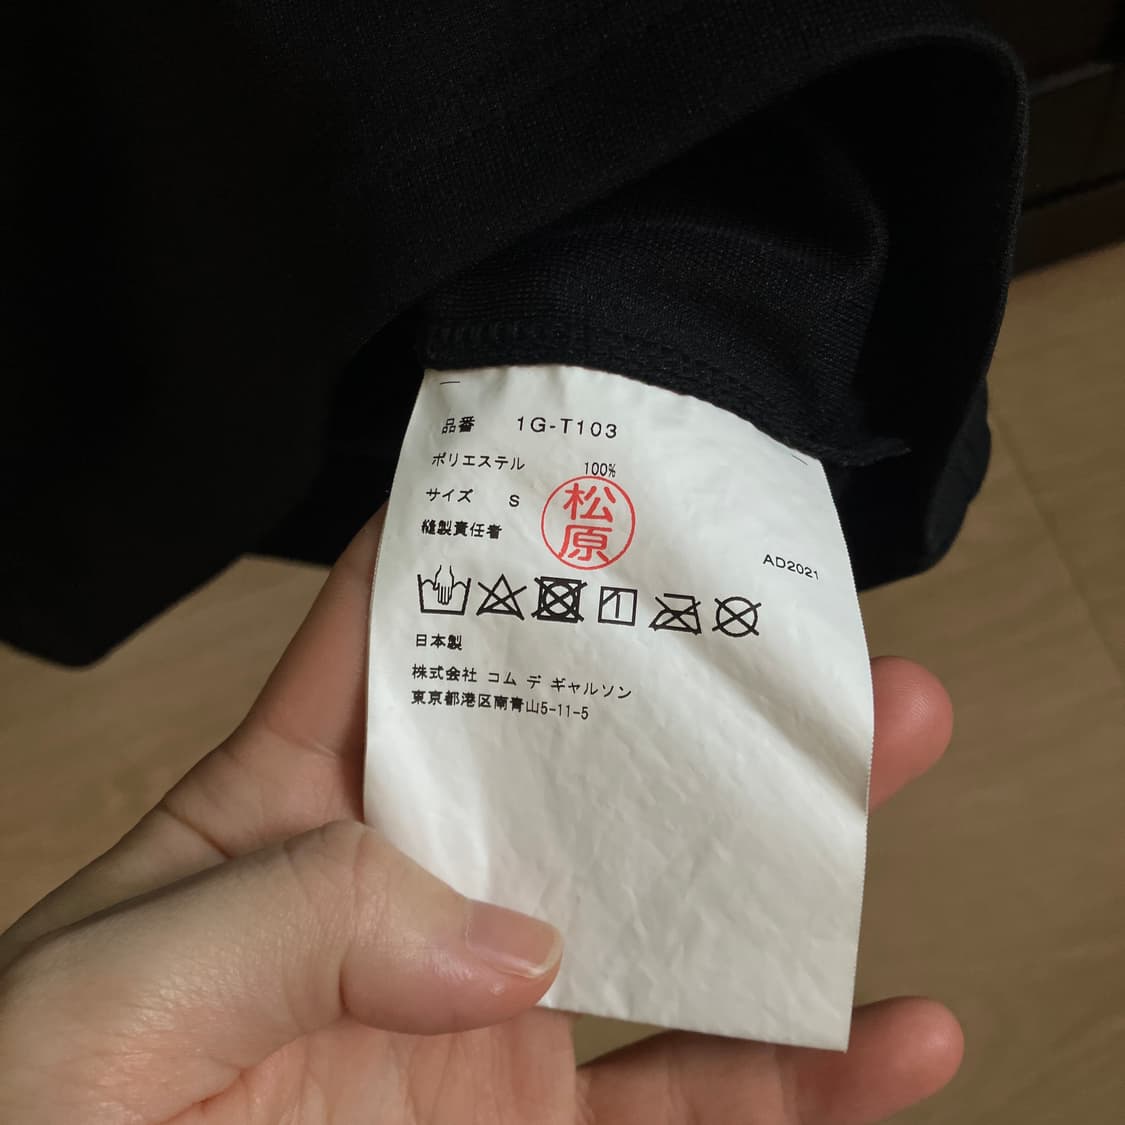 品番 1G-T103
ポリエステル 100%
サイズ S
縫製責任者 松原
AD2021
日本製
株式会社 コム デ ギャルソン
東京都港区南青山5-11-5